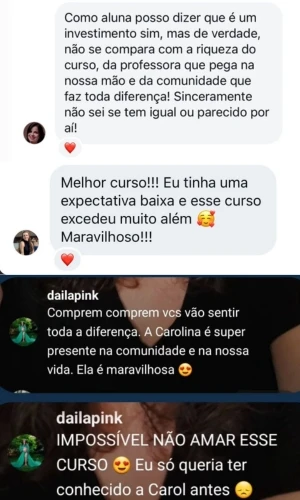 Como aluna posso dizer que é um
investimento sim, mas de verdade,
não se compara com a riqueza do
curso, da professora que pega na
nossa mão e da comunidade que
faz toda diferença! Sinceramente
não sei se tem igual ou parecido por
aí!
Melhor curso!!! Eu tinha uma
expectativa baixa e esse curso
excedeu muito além 🥰
Maravilhoso!!!
dailapink
Comprem comprem vcs vão sentir
toda a diferença. A Carolina é super
presente na comunidade e na nossa
vida. Ela é maravilhosa 😍
dailapink
IMPOSSÍVEL NÃO AMAR ESSE
CURSO 😍 Eu só queria ter
conhecido a Carol antes 😞